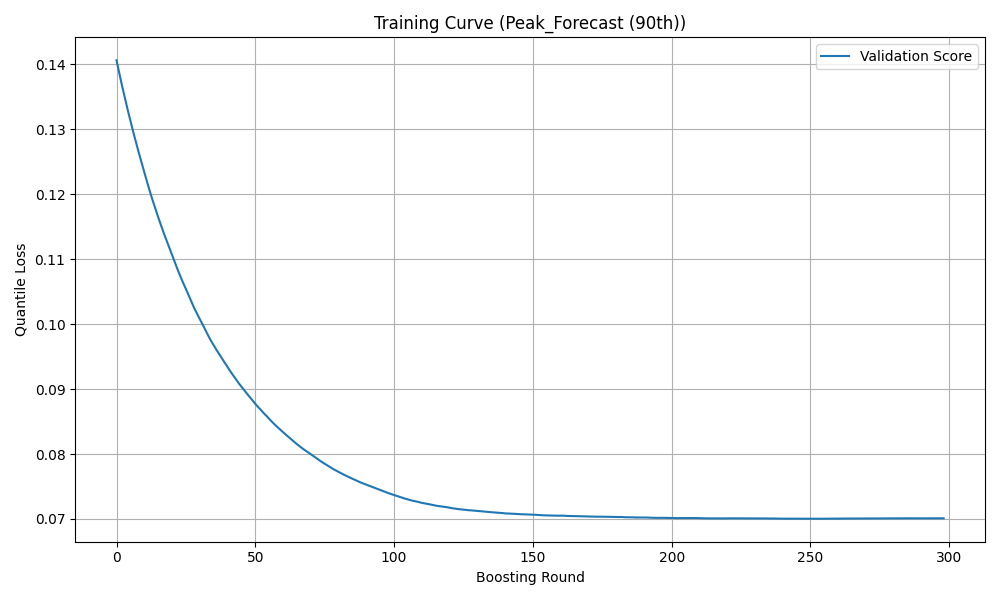 Training Curve (Peak_Forecast (90th))
Validation Score
Quantile Loss
0.14
0.13
0.12
0.11
0.10
0.09
0.08
0.07
0 50 100 150 200 250 300
Boosting Round